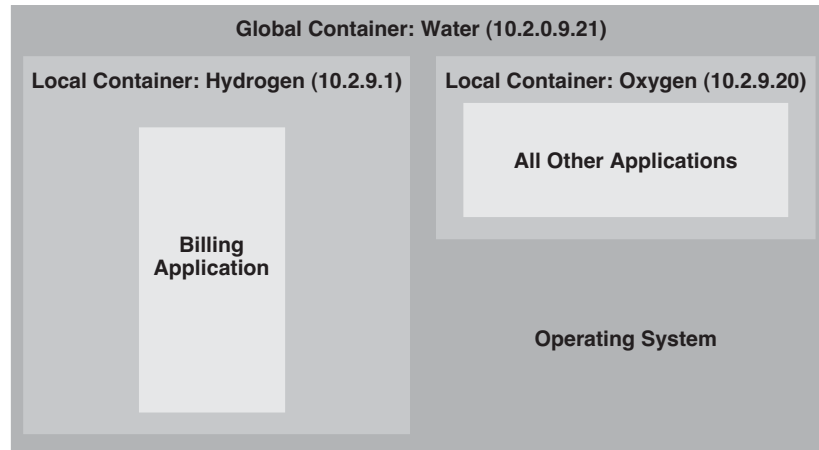 Global Container: Water (10.2.0.9.21)
Local Container: Hydrogen (10.2.9.1)
Local Container: Oxygen (10.2.9.20)
All Other Applications
Billing
Application
Operating System